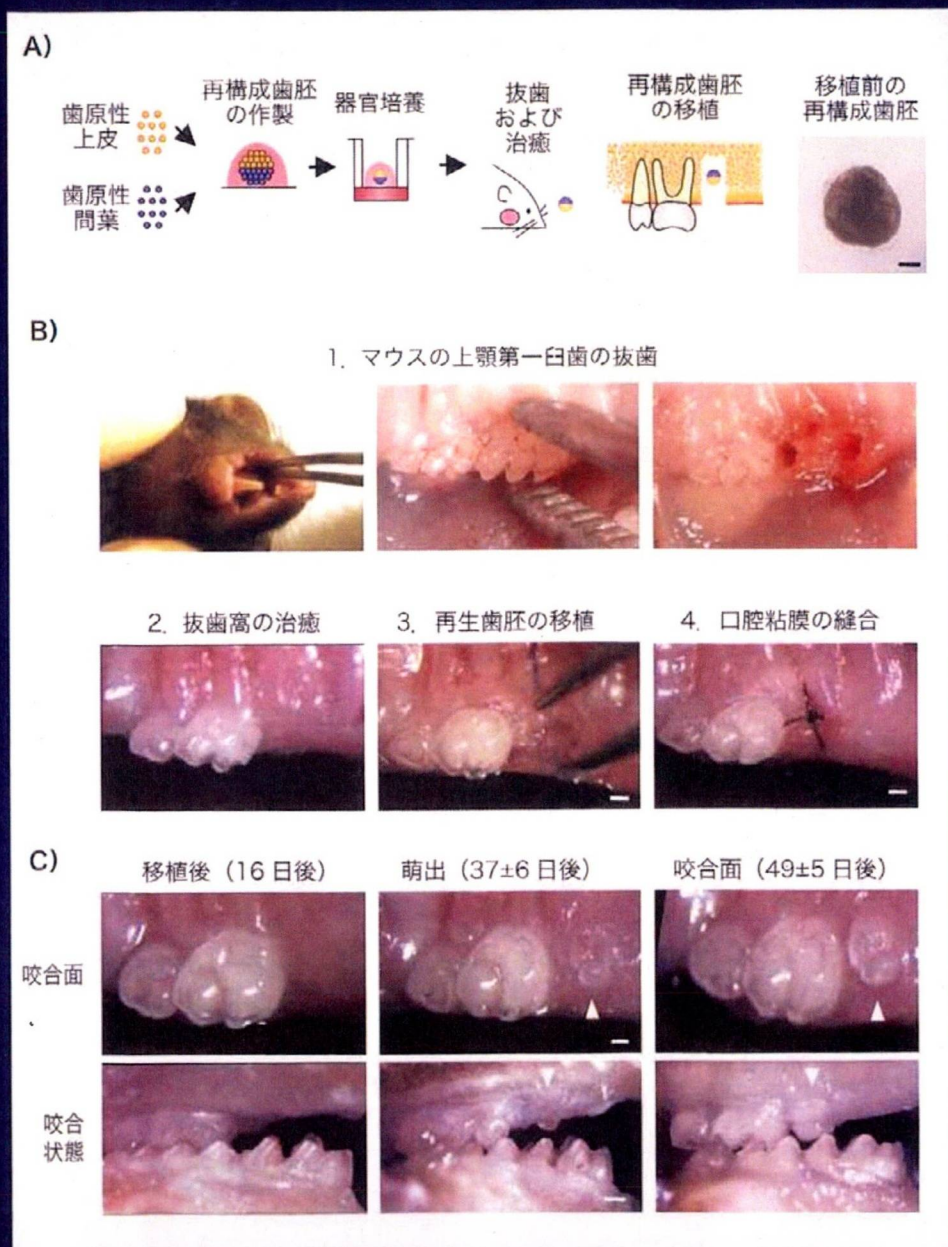 A)
歯原性
上皮
歯原性
間葉
再構成歯胚
の作製
器官培養
抜歯
および
治癒
再構成歯胚
の移植
移植前の
再構成歯胚
B)
1. マウスの上顎第一臼歯の抜歯
2. 抜歯窩の治癒
3. 再生歯胚の移植
4. 口腔粘膜の縫合
C)
移植後（16日後）
萌出（37±6日後）
咬合面（49±5日後）
咬合面
咬合
状態